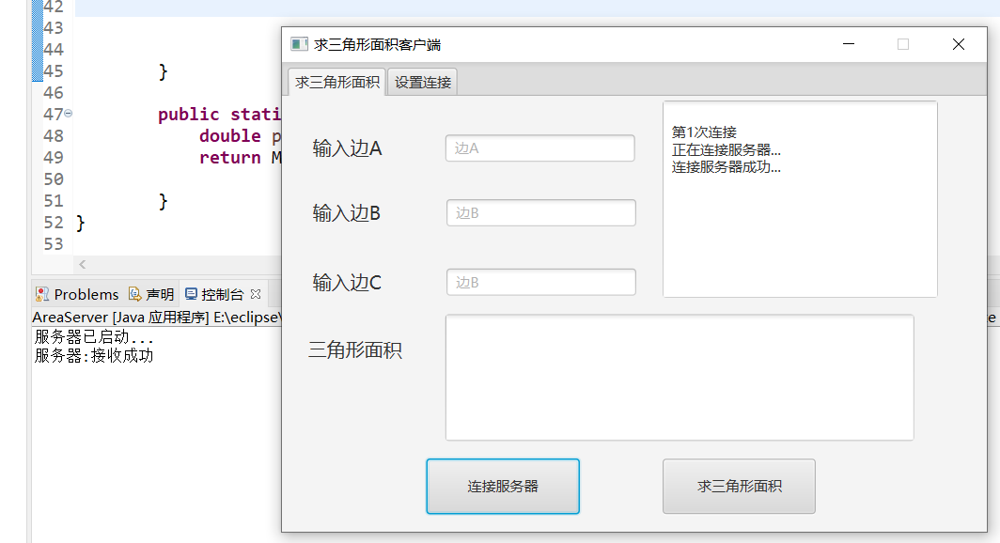 42
43
44
45 }
46
47 public stati
48 double p
49 return M
50
51 }
52 }
53
Problems 声明 控制台
AreaServer [Java 应用程序] E:\eclipse\
服务器已启动...
服务器:接收成功
求三角形面积客户端
求三角形面积 设置连接
输入边A 边A
输入边B 边B
输入边C 边B
三角形面积
第1次连接
正在连接服务器...
连接服务器成功...
连接服务器 求三角形面积
e